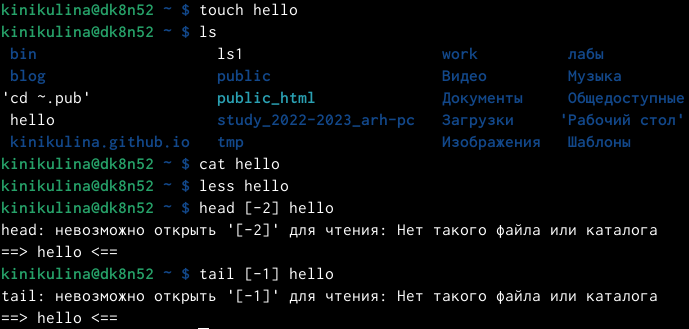 kinikulina@dk8n52 ~ $ touch hello
kinikulina@dk8n52 ~ $ ls
bin ls1 work лабы
blog public Видео Музыка
'cd ~.pub' public_html Документы Общедоступные
hello study_2022-2023_arh-pc Загрузки 'Рабочий стол'
kinikulina.github.io tmp Изображения Шаблоны
kinikulina@dk8n52 ~ $ cat hello
kinikulina@dk8n52 ~ $ less hello
kinikulina@dk8n52 ~ $ head [-2] hello
head: невозможно открыть '[-2]' для чтения: Нет такого файла или каталога
==> hello <==
kinikulina@dk8n52 ~ $ tail [-1] hello
tail: невозможно открыть '[-1]' для чтения: Нет такого файла или каталога
==> hello <==